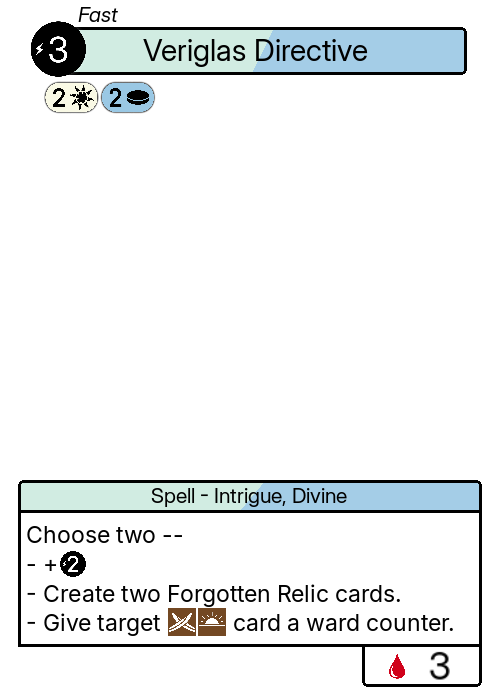 Fast
3 Veriglas Directive
2 2
Spell - Intrigue, Divine
Choose two --
- +2
- Create two Forgotten Relic cards.
- Give target card a ward counter.
3